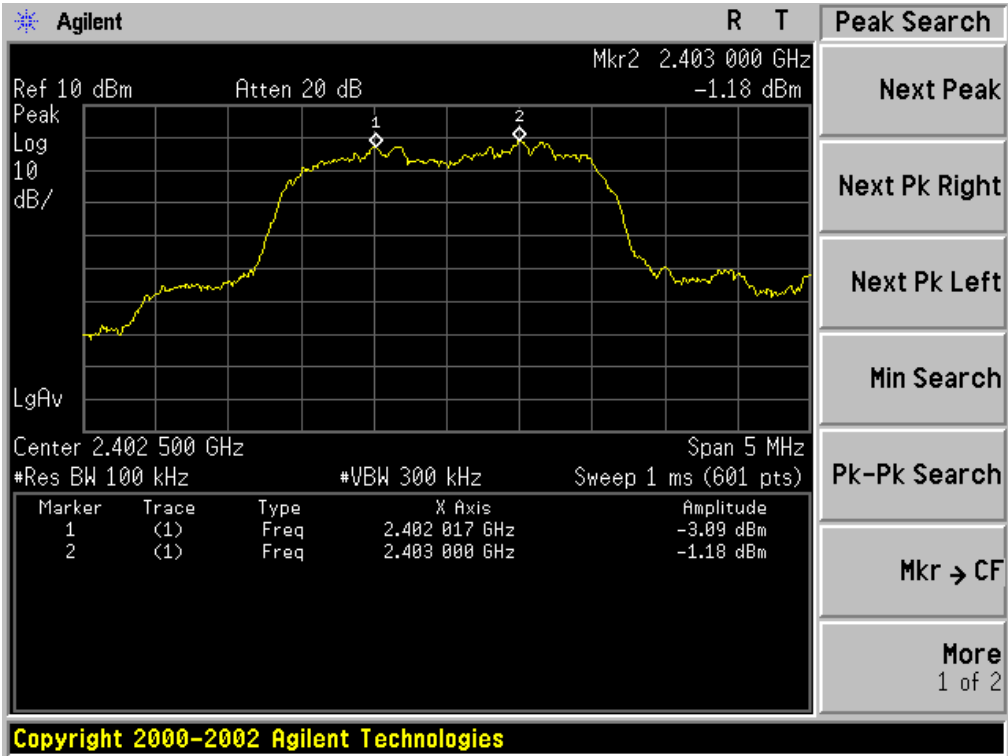 Agilent R T
Peak Search
Mkr2 2.403 000 GHz
Ref 10 dBm Atten 20 dB -1.18 dBm
Peak
Log
10
dB/
1 2
LgAv
Center 2.402 500 GHz Span 5 MHz
#Res BW 100 kHz #VBW 300 kHz Sweep 1 ms (601 pts)
Marker Trace Type X Axis Amplitude
1 (1) Freq 2.402 017 GHz -3.09 dBm
2 (1) Freq 2.403 000 GHz -1.18 dBm
Next Peak
Next Pk Right
Next Pk Left
Min Search
Pk-Pk Search
Mkr → CF
More
1 of 2
Copyright 2000-2002 Agilent Technologies